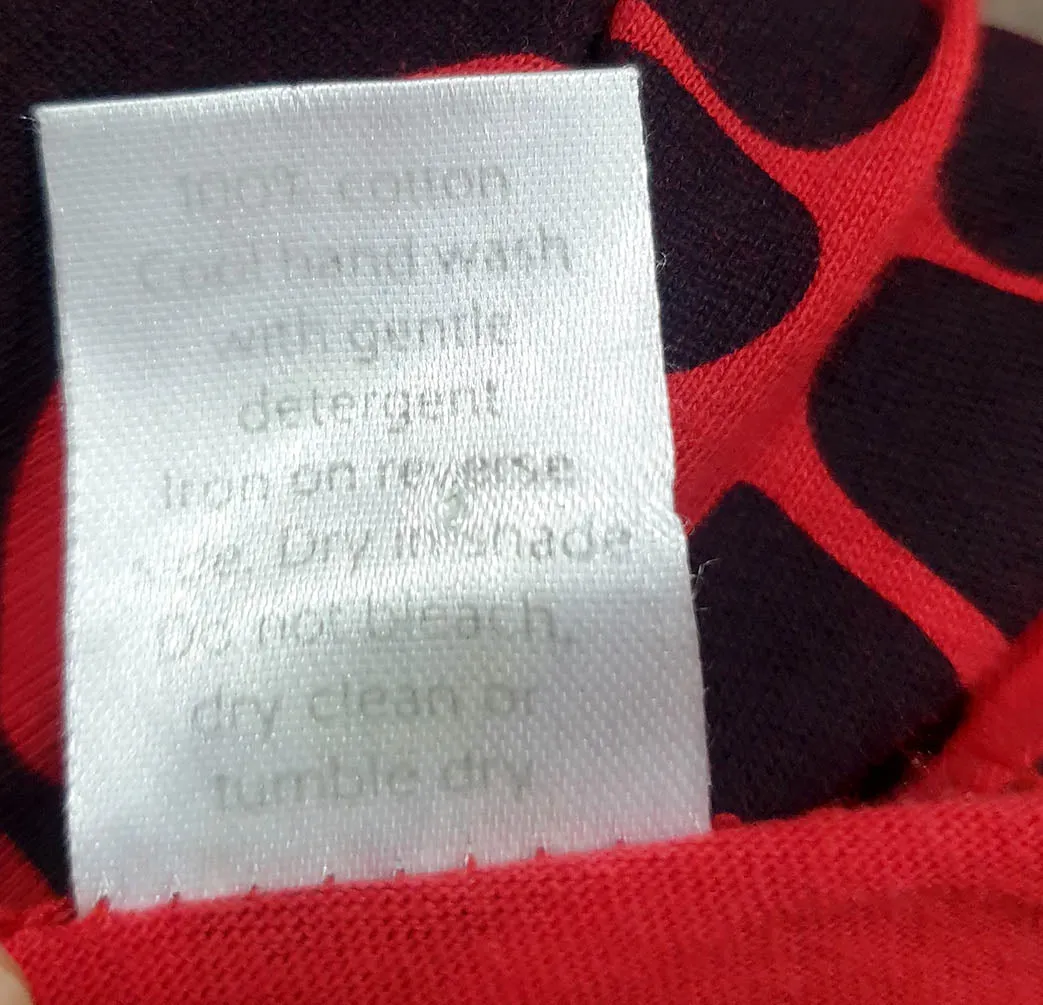 100% cotton
Cool hand wash
with gentle
detergent
Iron on reverse
side. Dry in shade
Do not bleach,
dry clean or
tumble dry